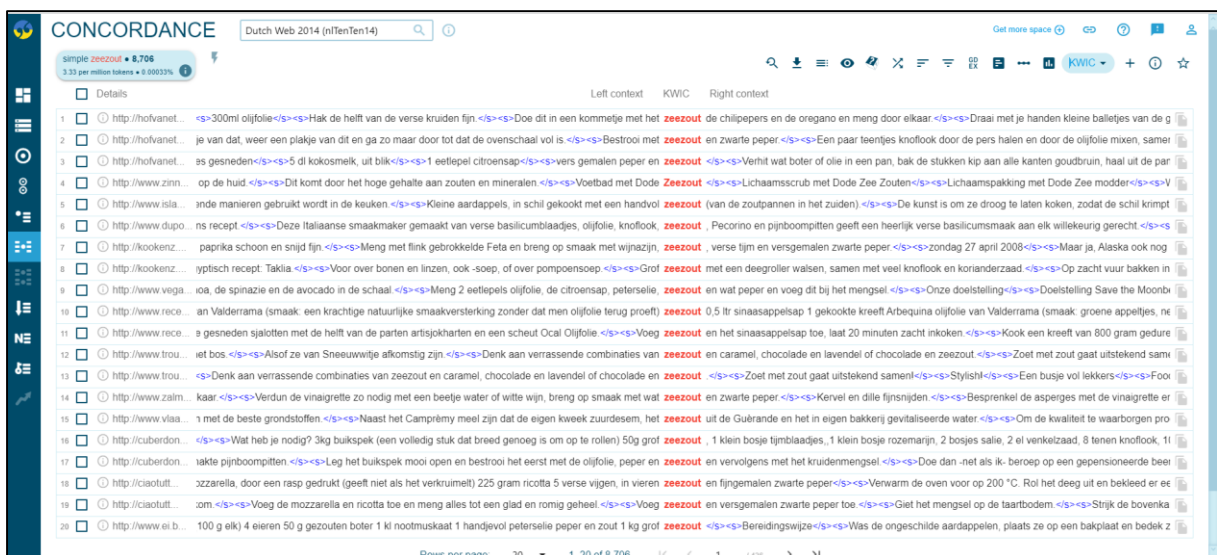 CONCORDANCE Dutch Web 2014 (nlTenTen14) Get more space
simple zeezout • 8,706
3.33 per million tokens • 0.00033%
KWIC
Details Left context KWIC Right context
1 http://hofvanet... <s>300ml olijfolie</s><s>Hak de helft van de verse kruiden fijn.</s><s>Doe dit in een kommetje met het zeezout de chilipepers en de oregano en meng door elkaar.</s><s>Draai met je handen kleine balletjes van de g
2 http://hofvanet... je van dat, weer een plakje van dit en ga zo maar door tot dat de ovenschaal vol is.</s><s>Bestrooi met zeezout en zwarte peper.</s><s>Een paar teentjes knoflook door de pers halen en door de olijfolie mixen, samer
3 http://hofvanet... es gesneden</s><s>5 dl kokosmelk, uit blik</s><s>1 eetlepel citroensap</s><s>vers gemalen peper en zeezout </s><s>Verhit wat boter of olie in een pan, bak de stukken kip aan alle kanten goudbruin, haal uit de par
4 http://www.zinn... op de huid.</s><s>Dit komt door het hoge gehalte aan zouten en mineralen.</s><s>Voetbad met Dode Zeezout </s><s>Lichaamsscrub met Dode Zee Zouten</s><s>Lichaamspakking met Dode Zee modder</s><s>V
5 http://www.isla... ende manieren gebruikt wordt in de keuken.</s><s>Kleine aardappels, in schil gekookt met een handvol zeezout (van de zoutpannen in het zuiden).</s><s>De kunst is om ze droog te laten koken, zodat de schil krimpt
6 http://www.dupo... ns recept.</s><s>Deze Italiaanse smaakmaker gemaakt van verse basilicumblaadjes, olijfolie, knoflook, zeezout , Pecorino en pijnboompitten geeft een heerlijk verse basilicumsmaak aan elk willekeurig gerecht.</s><s>
7 http://kookenz.... paprika schoon en snijd fijn.</s><s>Meng met flink gebrokkelde Feta en breng op smaak met wijnazijn, zeezout , verse tijm en versgemalen zwarte peper.</s><s>zondag 27 april 2008</s><s>Maar ja, Alaska ook nog
8 http://kookenz.... yptisch recept: Taklia.</s><s>Voor over bonen en linzen, ook -soep, of over pompoensoep.</s><s>Grof zeezout met een deegroller walsen, samen met veel knoflook en korianderzaad.</s><s>Op zacht vuur bakken in
9 http://www.vega... oa, de spinazie en de avocado in de schaal.</s><s>Meng 2 eetlepels olijfolie, de citroensap, peterselie, zeezout en wat peper en voeg dit bij het mengsel.</s><s>Onze doelstelling</s><s>Doelstelling Save the Moonb
10 http://www.rece... an Valderrama (smaak: een krachtige natuurlijke smaakversterking zonder dat men olijfolie terug proeft) zeezout 0,5 ltr sinaasappelsap 1 gekookte kreeft Arbequina olijfolie van Valderrama (smaak: groene appeltjes, ne
11 http://www.rece... e gesneden sjalotten met de helft van de parten artisjokharten en een scheut Ocal Olijfolie.</s><s>Voeg zeezout en het sinaasappelsap toe, laat 20 minuten zacht inkoken.</s><s>Kook een kreeft van 800 gram gedure
12 http://www.trou... et bos.</s><s>Alsof ze van Sneeuwwitje afkomstig zijn.</s><s>Denk aan verrassende combinaties van zeezout en caramel, chocolade en lavendel of chocolade en zeezout.</s><s>Zoet met zout gaat uitstekend same
13 http://www.trou... <s>Denk aan verrassende combinaties van zeezout en caramel, chocolade en lavendel of chocolade en zeezout .</s><s>Zoet met zout gaat uitstekend samen!</s><s>Stylish!</s><s>Een busje vol lekkers</s><s>Foo
14 http://www.zalm... kaar.</s><s>Verdun de vinaigrette zo nodig met een beetje water of witte wijn, breng op smaak met wat zeezout en zwarte peper.</s><s>Kervel en dille fijnsnijden.</s><s>Besprenkel de asperges met de vinaigrette er
15 http://www.vlaa... n met de beste grondstoffen.</s><s>Naast het Camprèmy meel zijn dat de eigen kweek zuurdesem, het zeezout uit de Guèrande en het in eigen bakkerij gevitaliseerde water.</s><s>Om de kwaliteit te waarborgen pro
16 http://cuberdon... </s><s>Wat heb je nodig? 3kg buikspek (een volledig stuk dat breed genoeg is om op te rollen) 50g grof zeezout , 1 klein bosje tijmblaadjes,,1 klein bosje rozemarijn, 2 bosjes salie, 2 el venkelzaad, 8 tenen knoflook, 1
17 http://cuberdon... akte pijnboompitten.</s><s>Leg het buikspek mooi open en bestrooi het eerst met de olijfolie, peper en zeezout en vervolgens met het kruidenmengsel.</s><s>Doe dan -net als ik- beroep op een gepensioneerde beer
18 http://ciaotutt... ozzarella, door een rasp gedrukt (geeft niet als het verkruimelt) 225 gram ricotta 5 verse vijgen, in vieren zeezout en fijngemalen zwarte peper</s><s>Verwarm de oven voor op 200 °C. Rol het deeg uit en bekleed er ee
19 http://ciaotutt... om.</s><s>Voeg de mozzarella en ricotta toe en meng alles tot een glad en romig geheel.</s><s>Voeg zeezout en versgemalen zwarte peper toe.</s><s>Giet het mengsel op de taartbodem.</s><s>Strijk de bovenka
20 http://www.ei.b... 100 g elk) 4 eieren 50 g gezouten boter 1 kl nootmuskaat 1 handjevol peterselie peper en zout 1 kg grof zeezout </s><s>Bereidingswijze</s><s>Was de ongeschilde aardappelen, plaats ze op een bakplaat en bedek z
Rows per page: 20 1–20 of 8,706 1